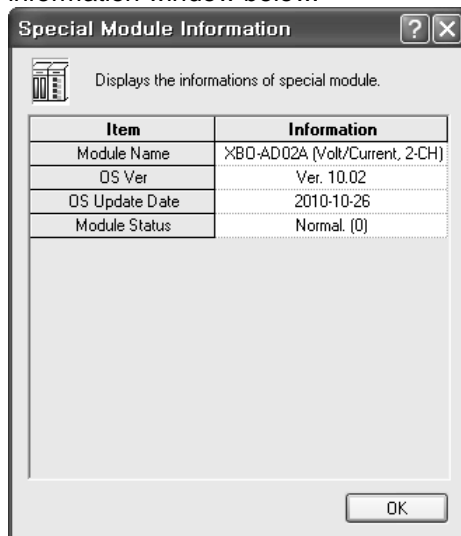 information window below.
Special Module Information
Displays the informations of special module.
Item Information
Module Name XBO-AD02A (Volt/Current, 2-CH)
OS Ver Ver. 10.02
OS Update Date 2010-10-26
Module Status Normal. (0)
OK